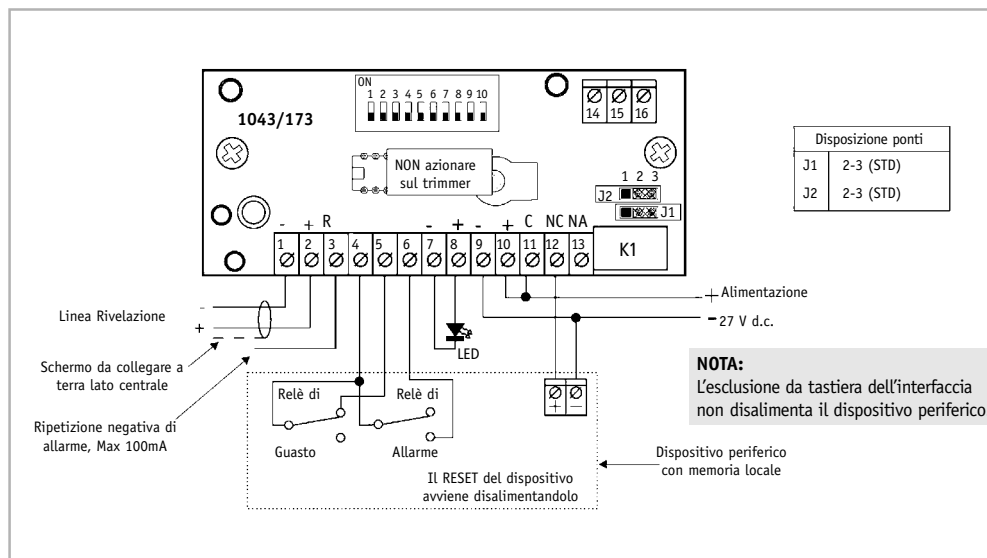 ON
1 2 3 4 5 6 7 8 9 10
1043/173
14 15 16
NON azionare
sul trimmer
1 2 3
J2
J1
Disposizione ponti
J1 2-3 (STD)
J2 2-3 (STD)
- + R - + - + C NC NA
1 2 3 4 5 6 7 8 9 10 11 12 13
K1
-
Linea Rivelazione
+
+ Alimentazione
- 27 V d.c.
LED
Schermo da collegare a
terra lato centrale
NOTA:
L'esclusione da tastiera dell'interfaccia
non disalimenta il dispositivo periferico
Ripetizione negativa di
allarme, Max 100mA
Relè di
Guasto
Relè di
Allarme
+ -
Il RESET del dispositivo
avviene disalimentandolo
Dispositivo periferico
con memoria locale